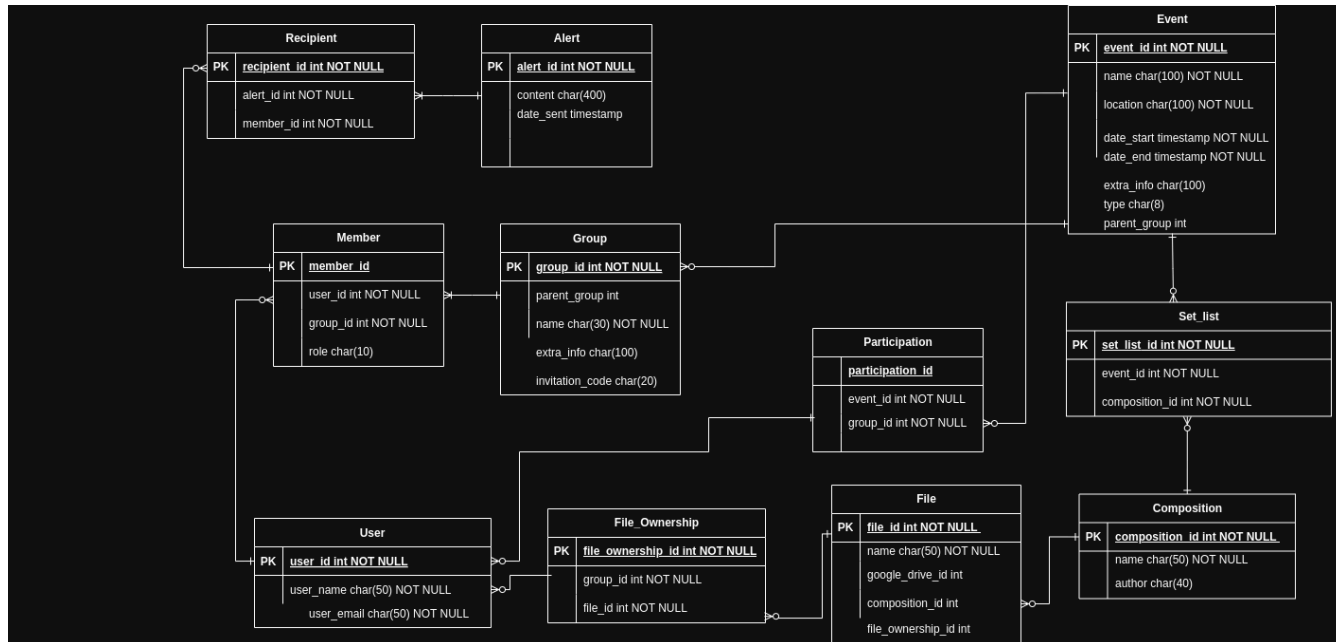 Recipient
PK recipient_id int NOT NULL
alert_id int NOT NULL
member_id int NOT NULL
Alert
PK alert_id int NOT NULL
content char(400)
date_sent timestamp
Event
PK event_id int NOT NULL
name char(100) NOT NULL
location char(100) NOT NULL
date_start timestamp NOT NULL
date_end timestamp NOT NULL
extra_info char(100)
type char(8)
parent_group int
Member
PK member_id
user_id int NOT NULL
group_id int NOT NULL
role char(10)
Group
PK group_id int NOT NULL
parent_group int
name char(30) NOT NULL
extra_info char(100)
invitation_code char(20)
Set_list
PK set_list_id int NOT NULL
event_id int NOT NULL
composition_id int NOT NULL
Participation
participation_id
event_id int NOT NULL
group_id int NOT NULL
User
PK user_id int NOT NULL
user_name char(50) NOT NULL
user_email char(50) NOT NULL
File_Ownership
PK file_ownership_id int NOT NULL
group_id int NOT NULL
file_id int NOT NULL
File
PK file_id int NOT NULL
name char(50) NOT NULL
google_drive_id int
composition_id int
file_ownership_id int
Composition
PK composition_id int NOT NULL
name char(50) NOT NULL
author char(40)